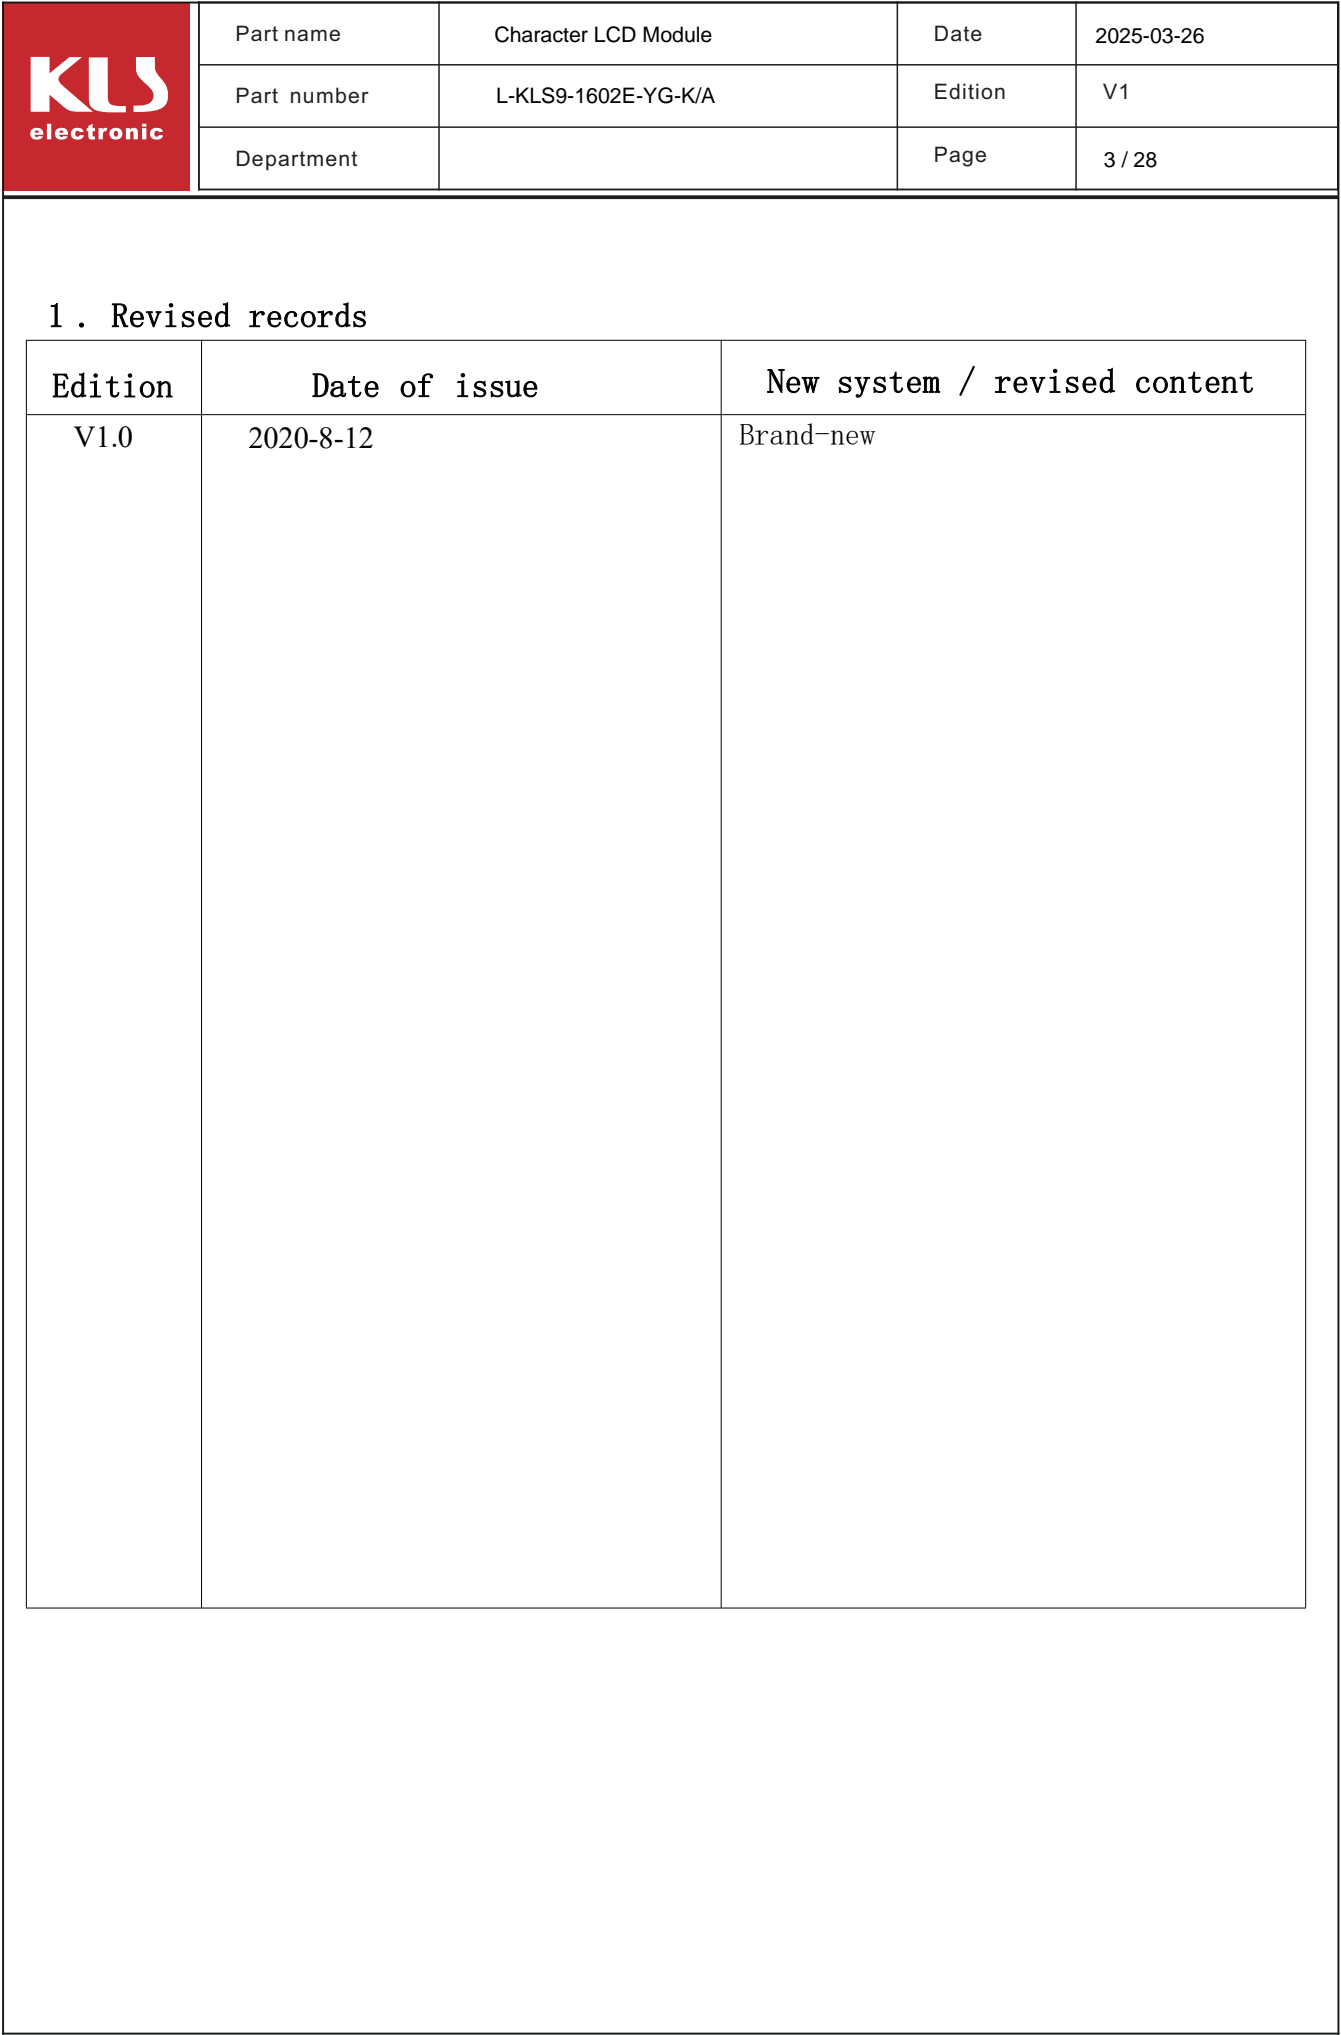 KLS
electronic
Part name Character LCD Module Date 2025-03-26
Part number L-KLS9-1602E-YG-K/A Edition V1
Department Page 3 / 28
1. Revised records
Edition Date of issue New system / revised content
V1.0 2020-8-12 Brand-new